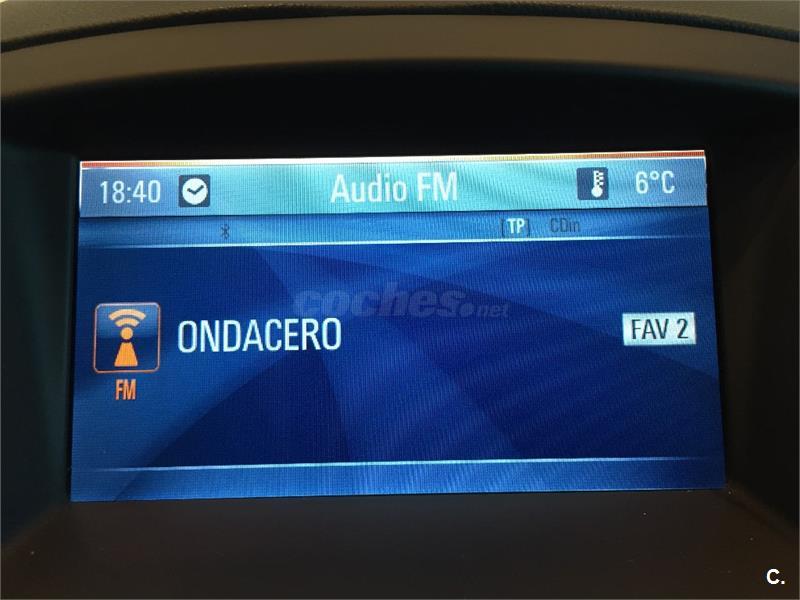 18:40 Audio FM 6°C
[TP] CDin
coches.net
ONDACERO FAV 2
FM
C.